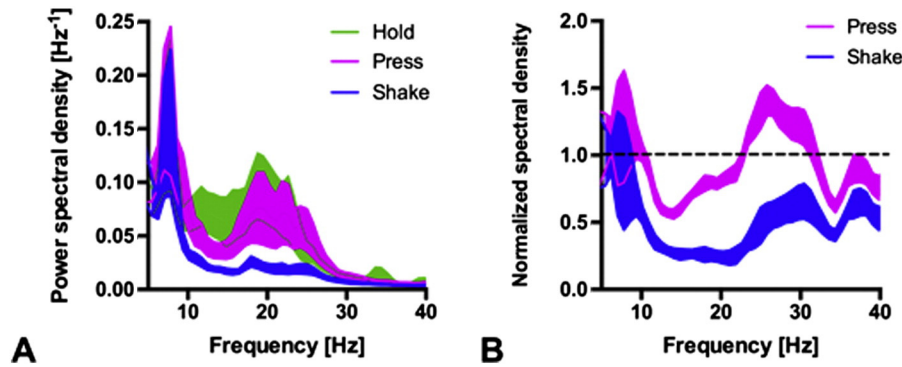 Power spectral density [Hz-1]
0.25
0.20
0.15
0.10
0.05
0.00
10
20
30
40
Frequency [Hz]
Hold
Press
Shake
A
Normalized spectral density
2.0
1.5
1.0
0.5
0.0
10
20
30
40
Frequency [Hz]
Press
Shake
B